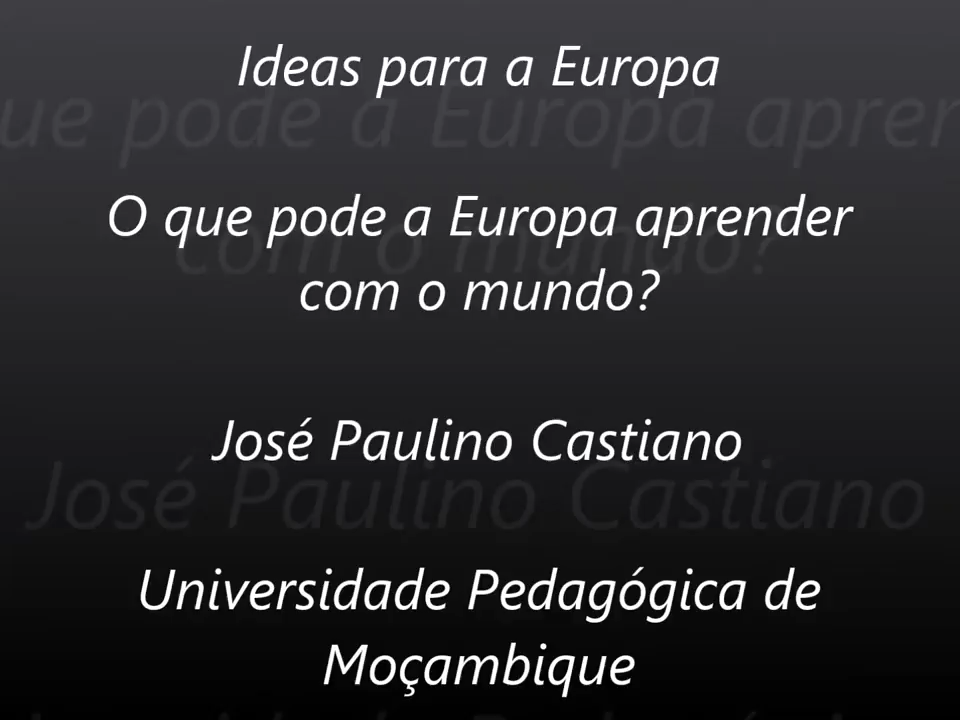 Ideas para a Europa
O que pode a Europa aprender
com o mundo?
José Paulino Castiano
Universidade Pedagógica de
Moçambique